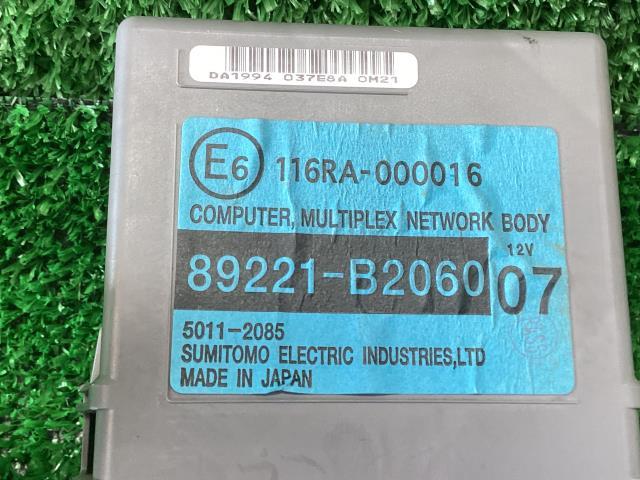 DA1994 037E8A 0M21
E6 116RA-000016
COMPUTER, MULTIPLEX NETWORK BODY
12V
89221-B2060 07
5011-2085
SUMITOMO ELECTRIC INDUSTRIES,LTD
MADE IN JAPAN